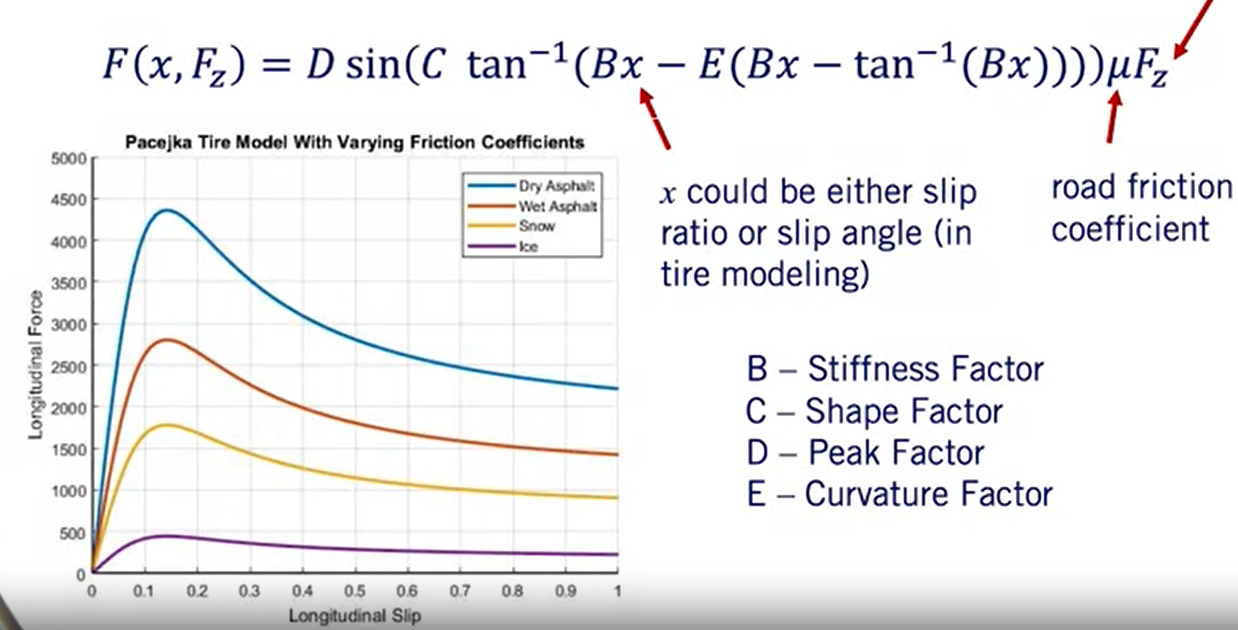 F(x, F_z) = D sin(C tan⁻¹(Bx − E(Bx − tan⁻¹(Bx))))μF_z
Pacejka Tire Model With Varying Friction Coefficients
5000
4500
4000
3500
3000
2500
2000
1500
1000
500
0
Longitudinal Force
Dry Asphalt
Wet Asphalt
Snow
Ice
0 0.1 0.2 0.3 0.4 0.5 0.6 0.7 0.8 0.9 1
Longitudinal Slip
x could be either slip
ratio or slip angle (in
tire modeling)
road friction
coefficient
B – Stiffness Factor
C – Shape Factor
D – Peak Factor
E – Curvature Factor